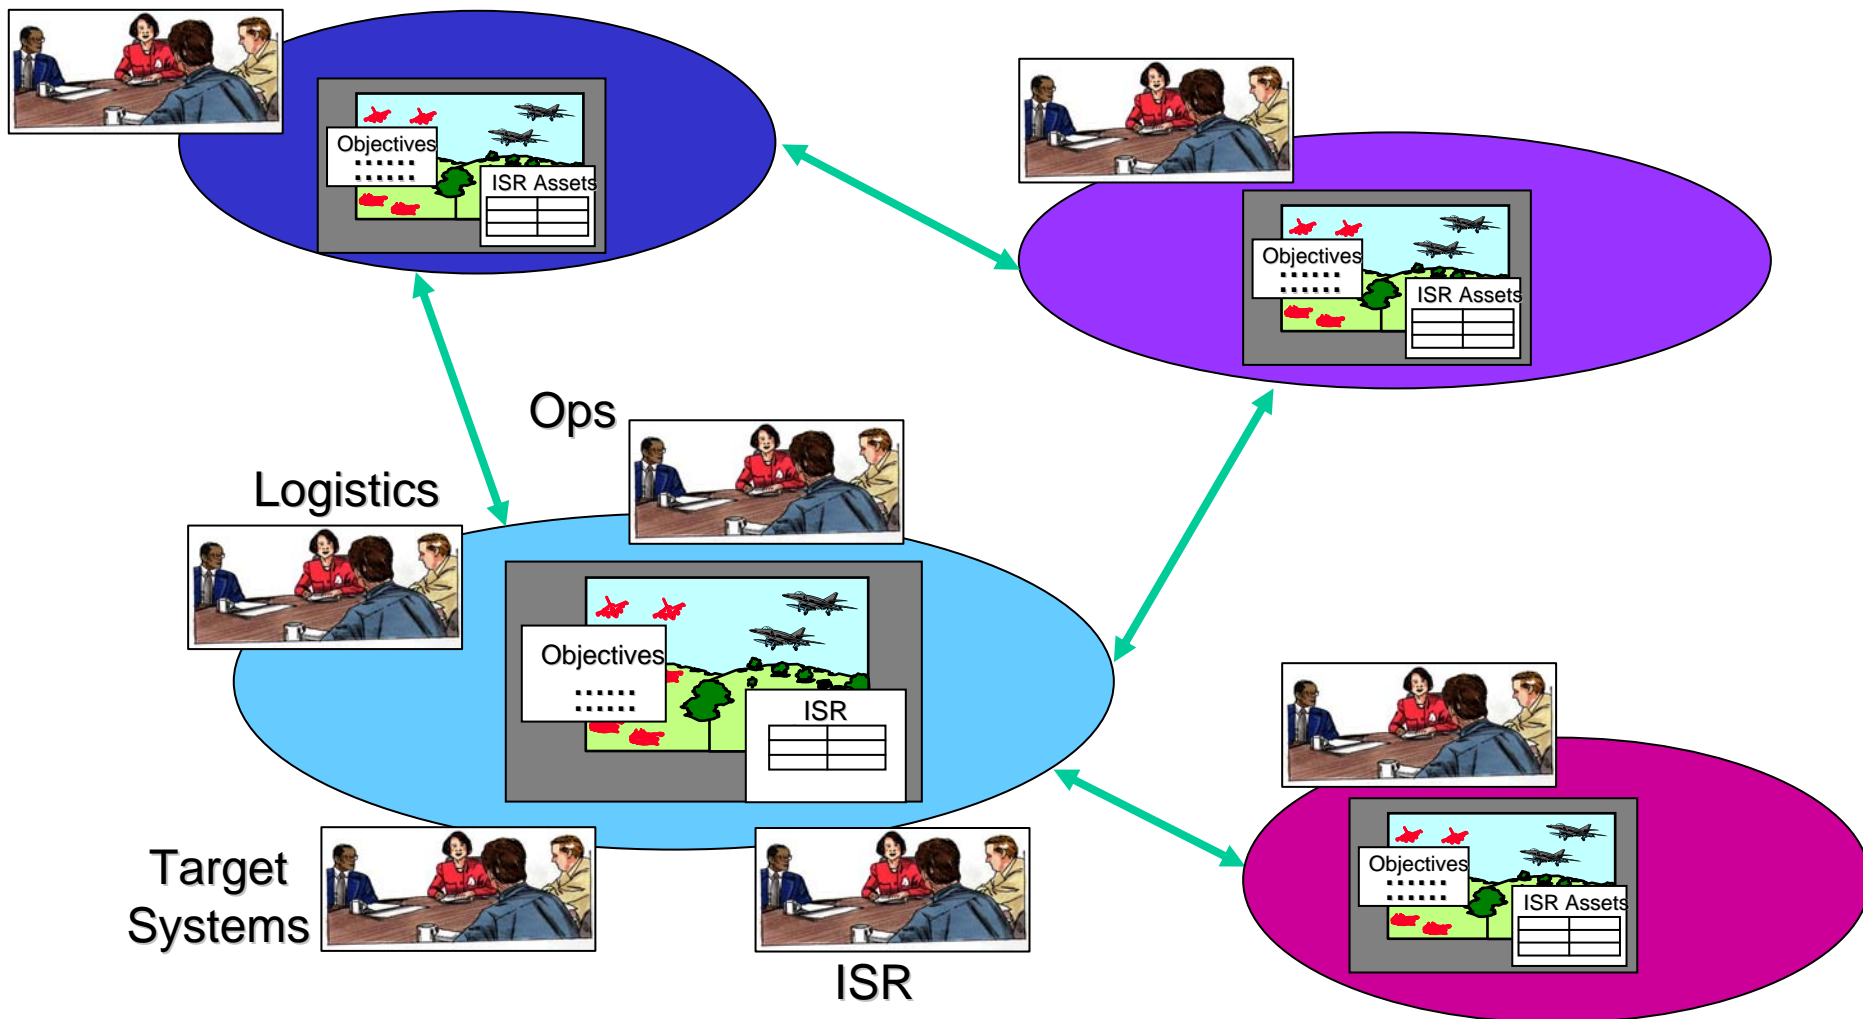 Objectives
ISR Assets
Objectives
ISR Assets
Ops
Logistics
Objectives
ISR
Target
Systems
ISR
Objectives
ISR Assets